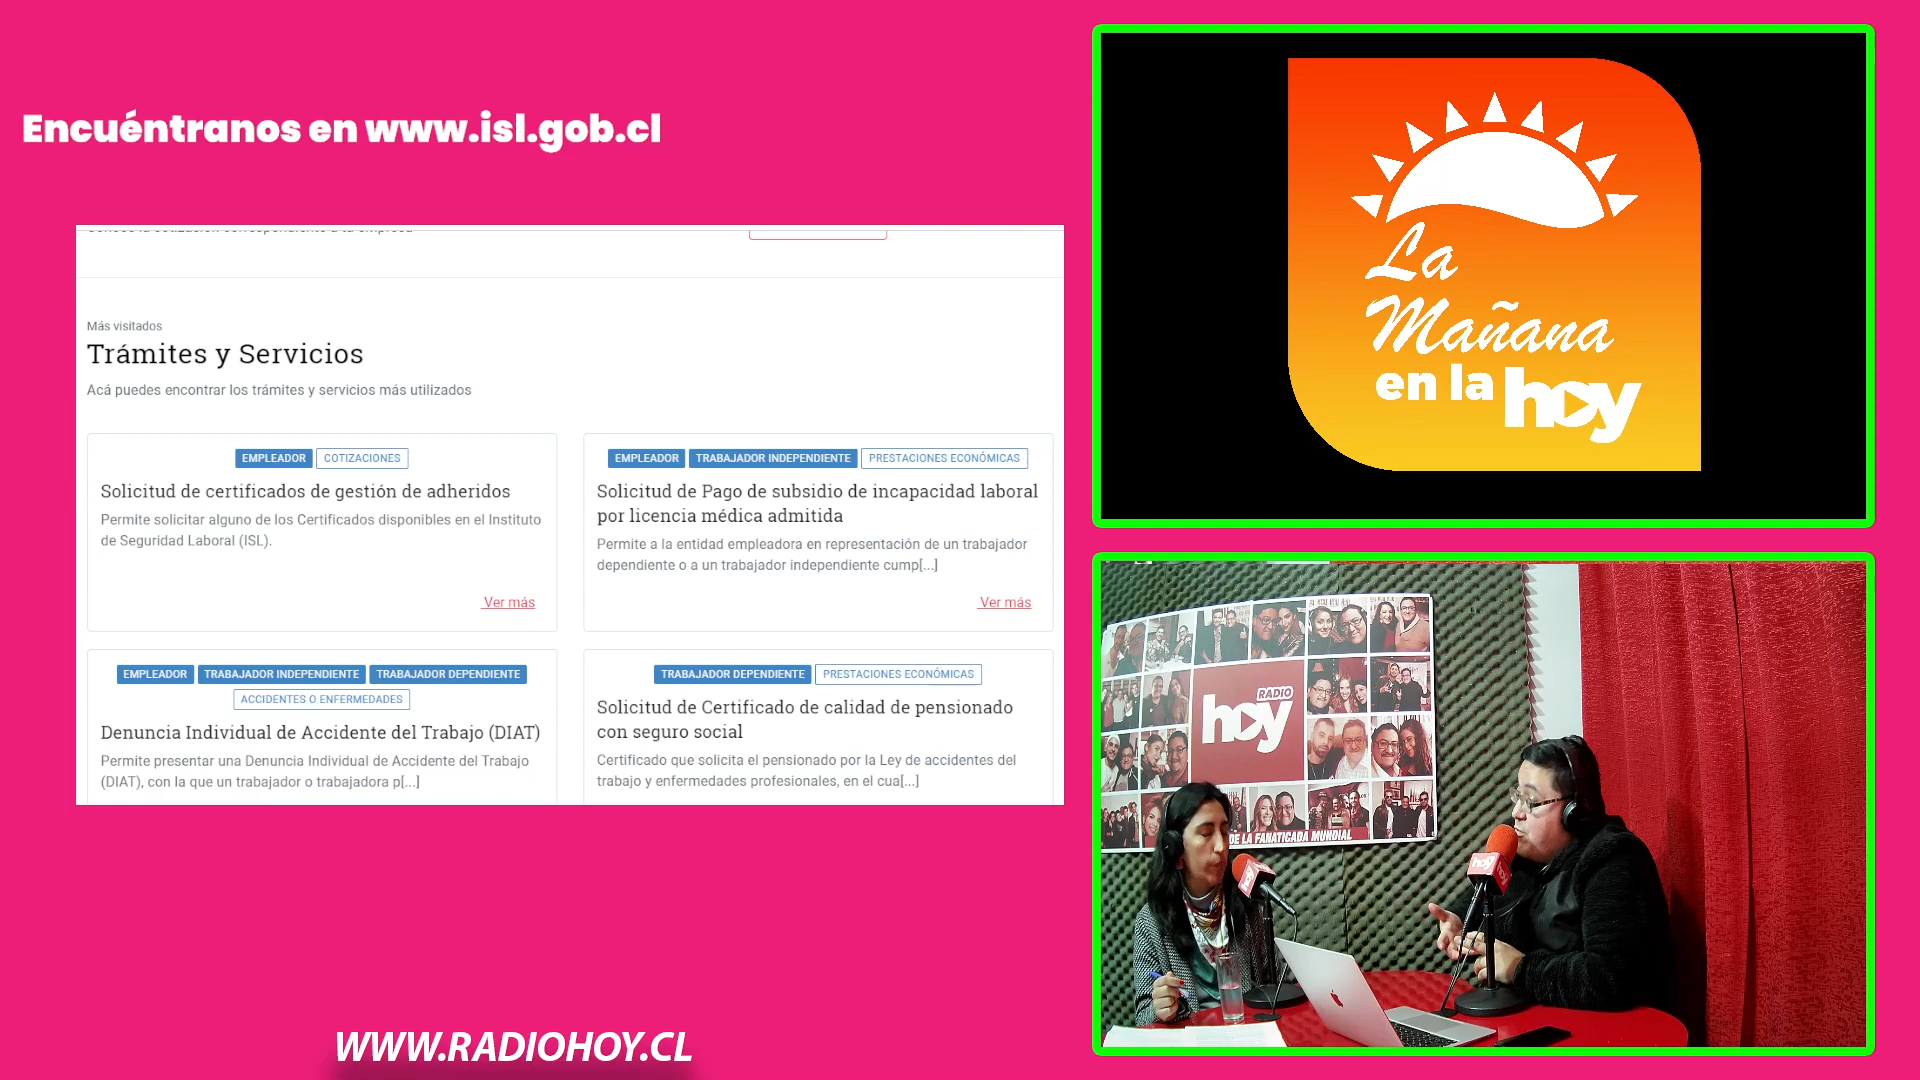 Encuéntranos en www.isl.gob.cl
Más visitados
Trámites y Servicios
Acá puedes encontrar los trámites y servicios más utilizados
EMPLEADOR COTIZACIONES
Solicitud de certificados de gestión de adheridos
Permite solicitar alguno de los Certificados disponibles en el Instituto
de Seguridad Laboral (ISL).
Ver más
EMPLEADOR TRABAJADOR INDEPENDIENTE PRESTACIONES ECONÓMICAS
Solicitud de Pago de subsidio de incapacidad laboral
por licencia médica admitida
Permite a la entidad empleadora en representación de un trabajador
dependiente o a un trabajador independiente cump[...]
Ver más
EMPLEADOR TRABAJADOR INDEPENDIENTE TRABAJADOR DEPENDIENTE
ACCIDENTES O ENFERMEDADES
Denuncia Individual de Accidente del Trabajo (DIAT)
Permite presentar una Denuncia Individual de Accidente del Trabajo
(DIAT), con la que un trabajador o trabajadora p[...]
TRABAJADOR DEPENDIENTE PRESTACIONES ECONÓMICAS
Solicitud de Certificado de calidad de pensionado
con seguro social
Certificado que solicita el pensionado por la Ley de accidentes del
trabajo y enfermedades profesionales, en el cua[...]
WWW.RADIOHOY.CL
La
Mañana
en la hoy
RADIO
hoy
DE LA FANATICADA MUNDIAL
hoy
hoy